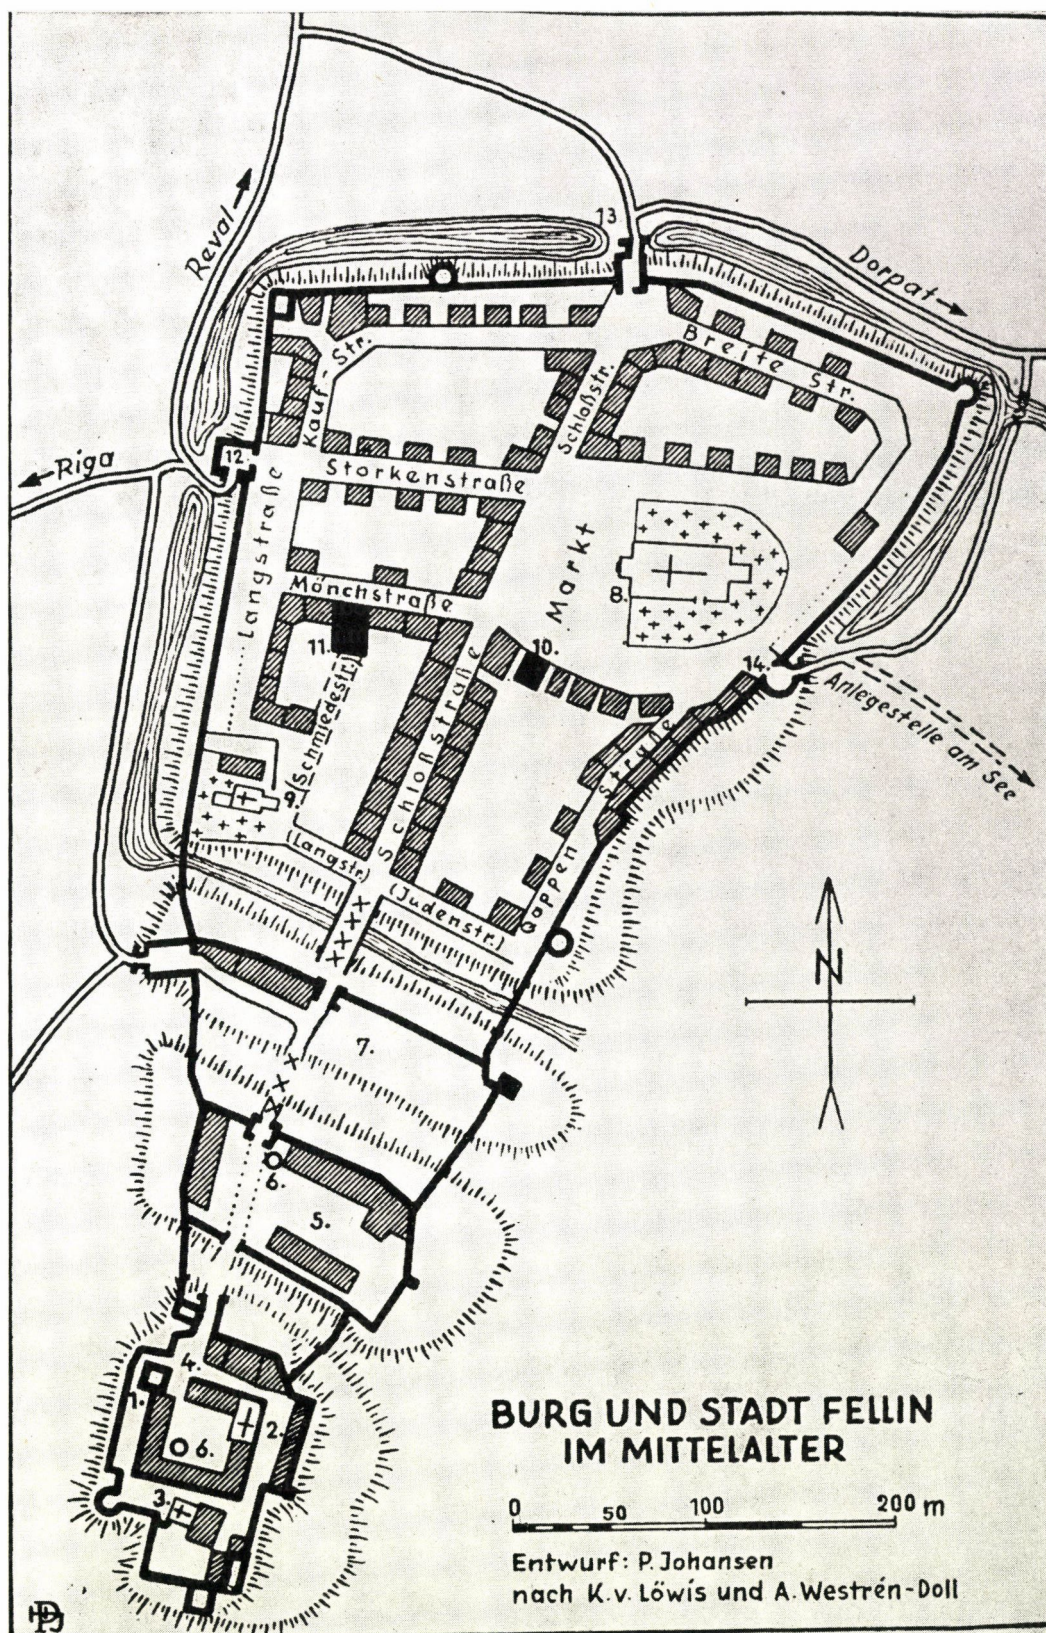 Reval
13
Dorpat
Kauf-Str.
Breite Str.
Schloßstr.
12.
Riga
Storkenstraße
Langstraße
Markt
8.
Mönchstraße
11.
10.
14.
Anlegestelle am See
(Schmiedestr.)
Schloßstraße
Goppen Straße
9.
(Langstr.)
(Judenstr.)
N
7.
6.
5.
4.
1.
2.
6.
3.
BURG UND STADT FELLIN
IM MITTELALTER
0 50 100 200 m
Entwurf: P. Johansen
nach K. v. Löwis und A. Westrén-Doll